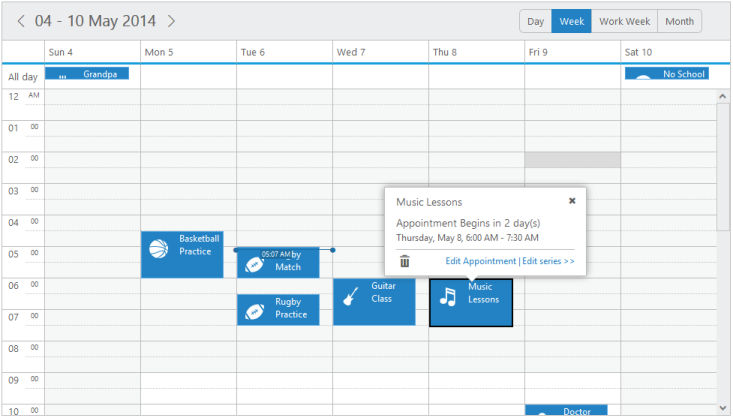 04 - 10 May 2014
Day Week Work Week Month
Sun 4 Mon 5 Tue 6 Wed 7 Thu 8 Fri 9 Sat 10
All day Grandpa No School
12 AM
01 00
02 00
03 00
Music Lessons
Appointment Begins in 2 day(s)
Thursday, May 8, 6:00 AM - 7:30 AM
Edit Appointment | Edit series >>
04 00
Basketball
Practice
05 00
05:07 AM
Match
06 00
Guitar
Class
Music
Lessons
Rugby
Practice
07 00
08 00
09 00
10 00
Doctor